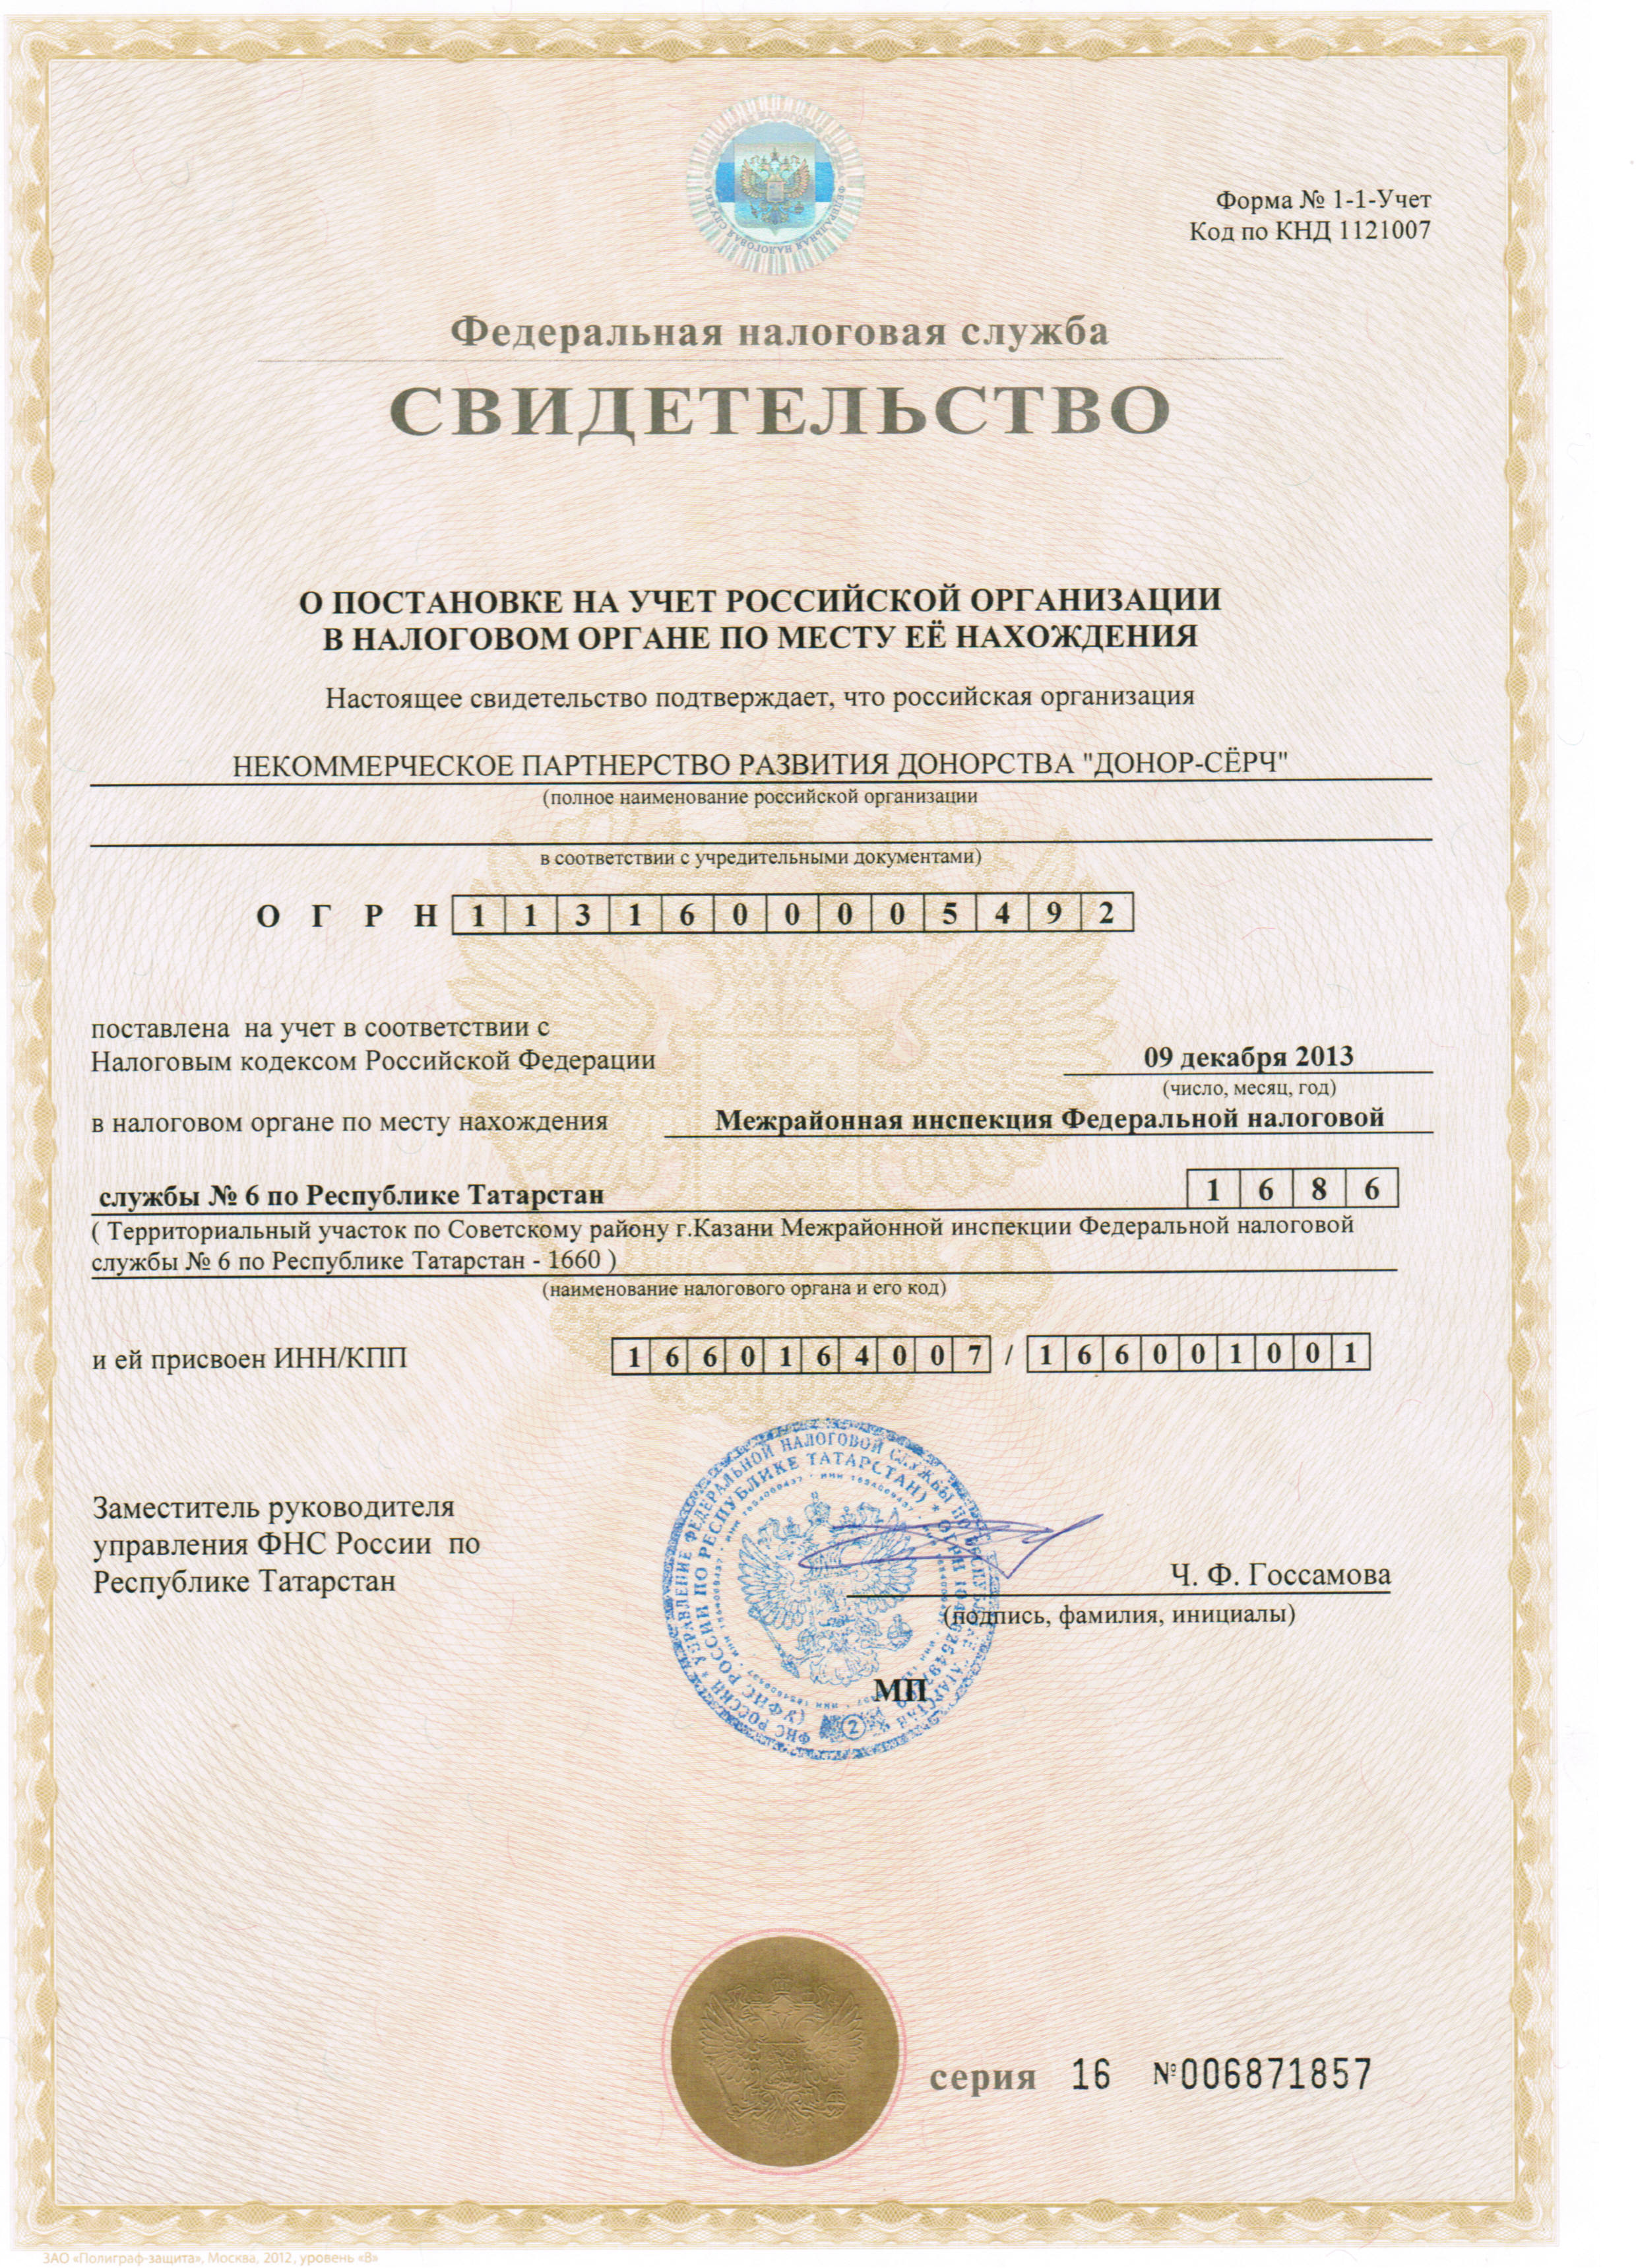 Форма № 1-1-Учет
Код по КНД 1121007
ФЕДЕРАЛЬНАЯ НАЛОГОВАЯ СЛУЖБА
Федеральная налоговая служба
СВИДЕТЕЛЬСТВО
О ПОСТАНОВКЕ НА УЧЕТ РОССИЙСКОЙ ОРГАНИЗАЦИИ
В НАЛОГОВОМ ОРГАНЕ ПО МЕСТУ ЕЁ НАХОЖДЕНИЯ
Настоящее свидетельство подтверждает, что российская организация
НЕКОММЕРЧЕСКОЕ ПАРТНЕРСТВО РАЗВИТИЯ ДОНОРСТВА "ДОНОР-СЁРЧ"
(полное наименование российской организации
в соответствии с учредительными документами)
О Г Р Н 1 1 3 1 6 0 0 0 0 5 4 9 2
поставлена на учет в соответствии с
Налоговым кодексом Российской Федерации 09 декабря 2013
(число, месяц, год)
в налоговом органе по месту нахождения Межрайонная инспекция Федеральной налоговой
службы № 6 по Республике Татарстан 1 6 8 6
( Территориальный участок по Советскому району г.Казани Межрайонной инспекции Федеральной налоговой
службы № 6 по Республике Татарстан - 1660 )
(наименование налогового органа и его код)
и ей присвоен ИНН/КПП 1 6 6 0 1 6 4 0 0 7 / 1 6 6 0 0 1 0 0 1
Заместитель руководителя
управления ФНС России по
Республике Татарстан
Ч. Ф. Госсамова
(подпись, фамилия, инициалы)
МП
УПРАВЛЕНИЕ ФЕДЕРАЛЬНОЙ НАЛОГОВОЙ СЛУЖБЫ ПО
ФНС РОССИИ
(УФНС РОССИИ ПО РЕСПУБЛИКЕ ТАТАРСТАН) * ОГРН
2
серия 16 №006871857
ЗАО «Полиграф-защита», Москва, 2012, уровень «В»